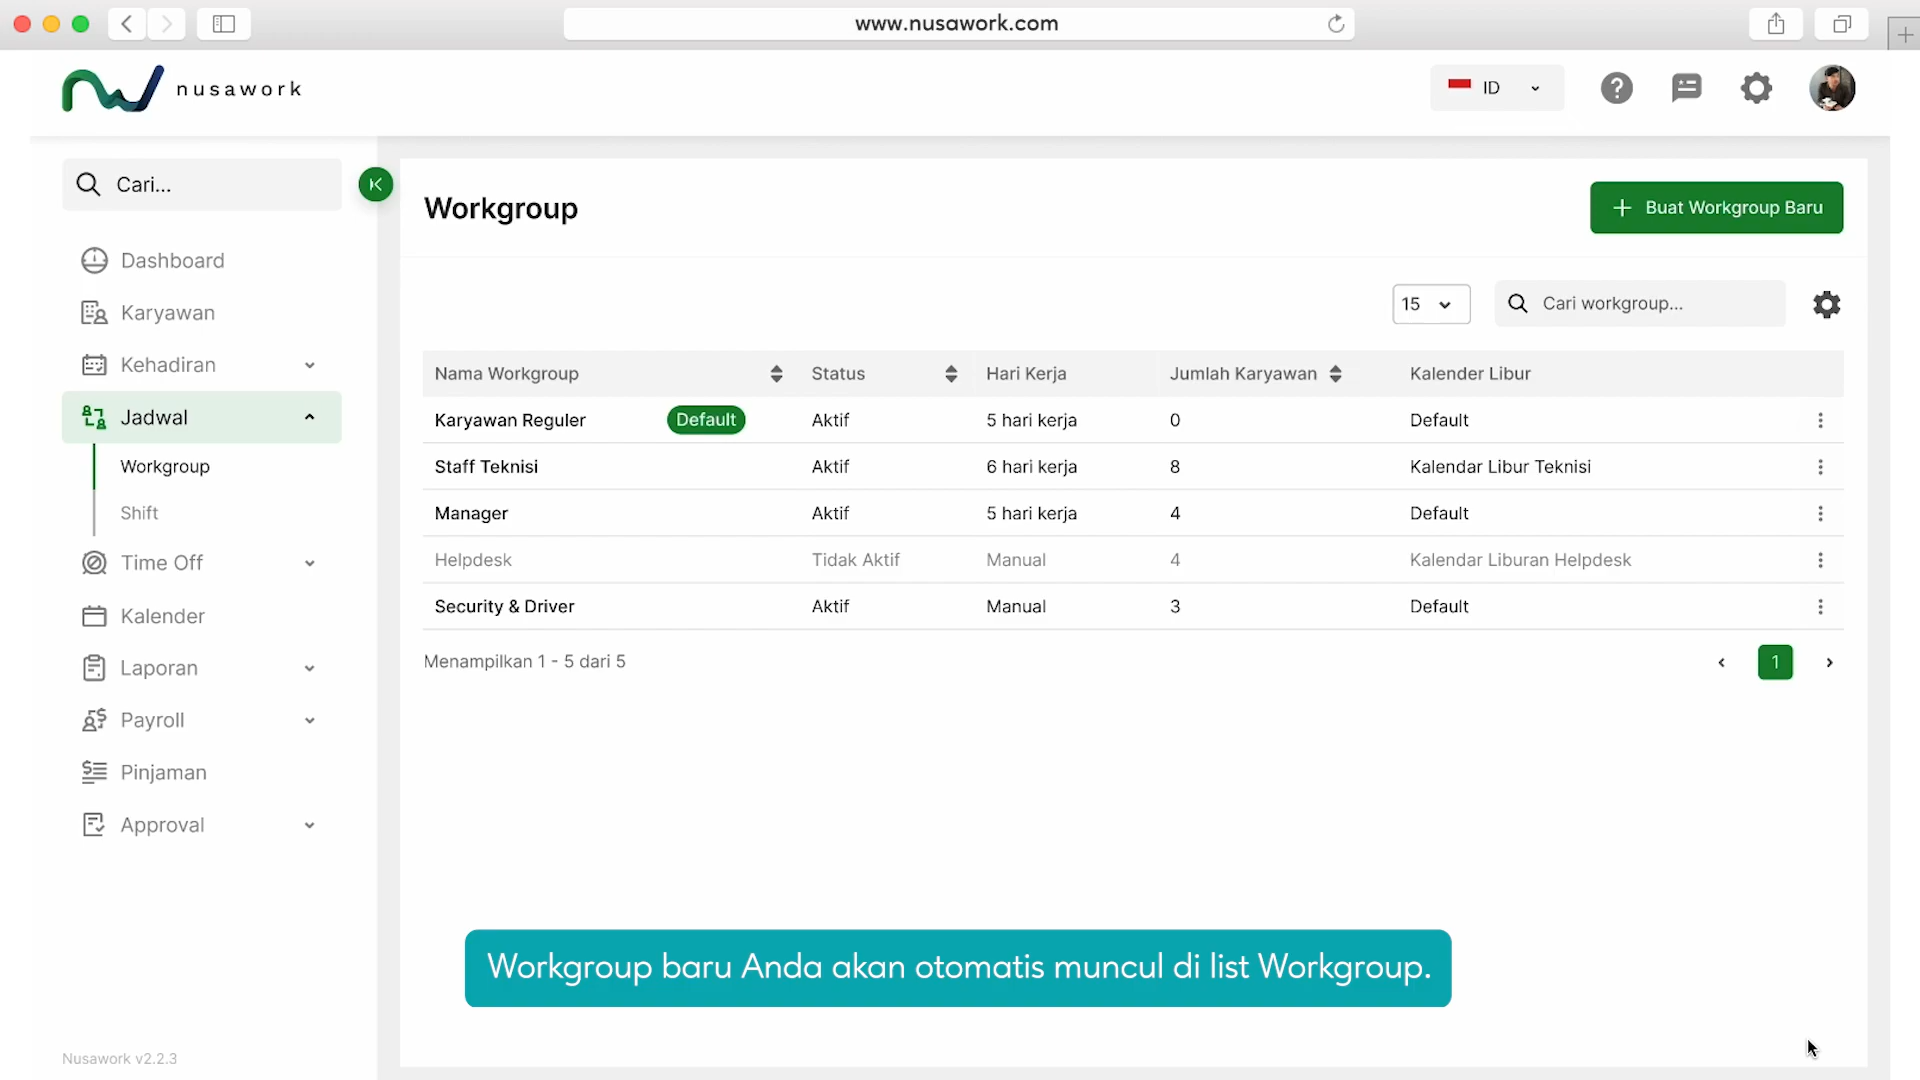 www.nusawork.com
nusawork
ID
Cari...
Dashboard
Karyawan
Kehadiran
Jadwal
Workgroup
Shift
Time Off
Kalender
Laporan
Payroll
Pinjaman
Approval
Nusawork v2.2.3
Workgroup
Buat Workgroup Baru
15
Cari workgroup...
Nama Workgroup Status Hari Kerja Jumlah Karyawan Kalender Libur
Karyawan Reguler Default Aktif 5 hari kerja 0 Default
Staff Teknisi Aktif 6 hari kerja 8 Kalendar Libur Teknisi
Manager Aktif 5 hari kerja 4 Default
Helpdesk Tidak Aktif Manual 4 Kalendar Liburan Helpdesk
Security & Driver Aktif Manual 3 Default
Menampilkan 1 - 5 dari 5
1
Workgroup baru Anda akan otomatis muncul di list Workgroup.